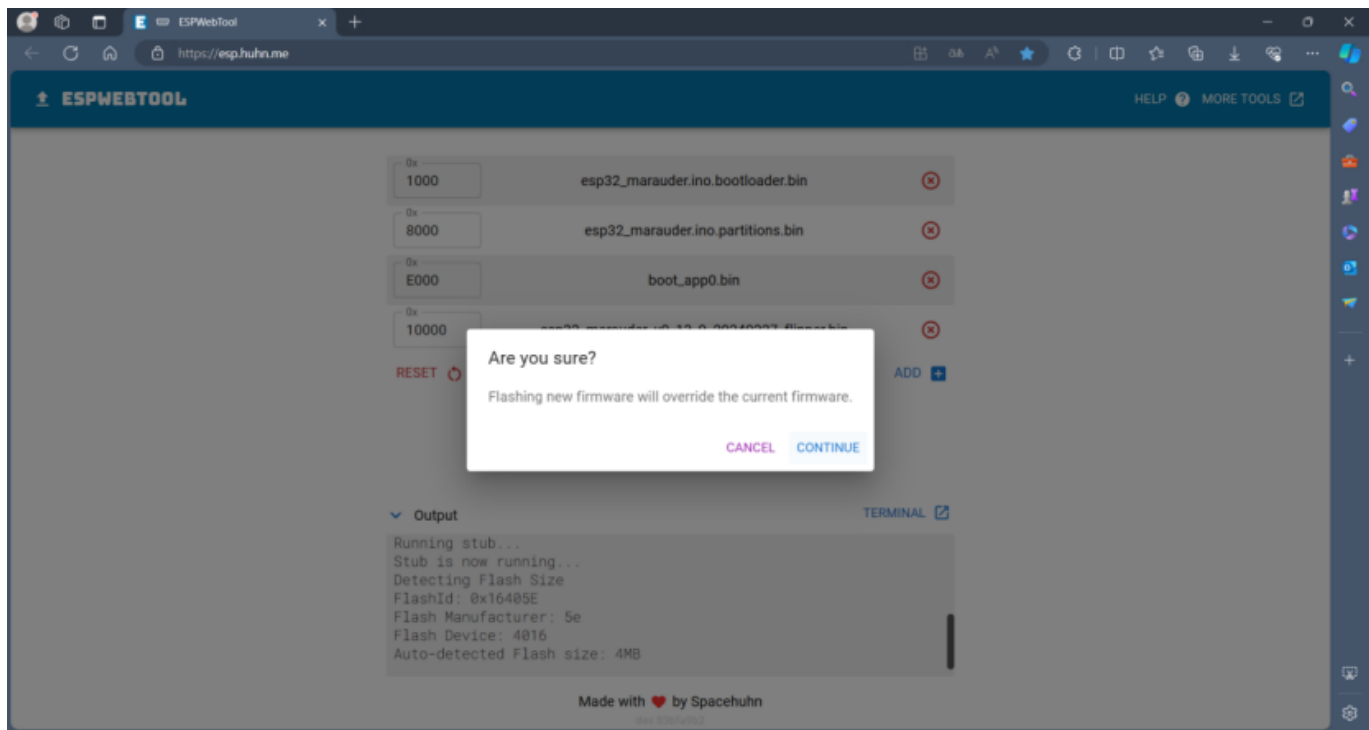 ESPWebTool
https://esp.huhn.me
ESPWEBTOOL
HELP
MORE TOOLS
0x
1000
esp32_marauder.ino.bootloader.bin
0x
8000
esp32_marauder.ino.partitions.bin
0x
E000
boot_app0.bin
0x
10000
RESET
ADD
Are you sure?
Flashing new firmware will override the current firmware.
CANCEL CONTINUE
Output
TERMINAL
Running stub...
Stub is now running...
Detecting Flash Size
FlashId: 0x16405E
Flash Manufacturer: 5e
Flash Device: 4016
Auto-detected Flash size: 4MB
Made with ❤ by Spacehuhn